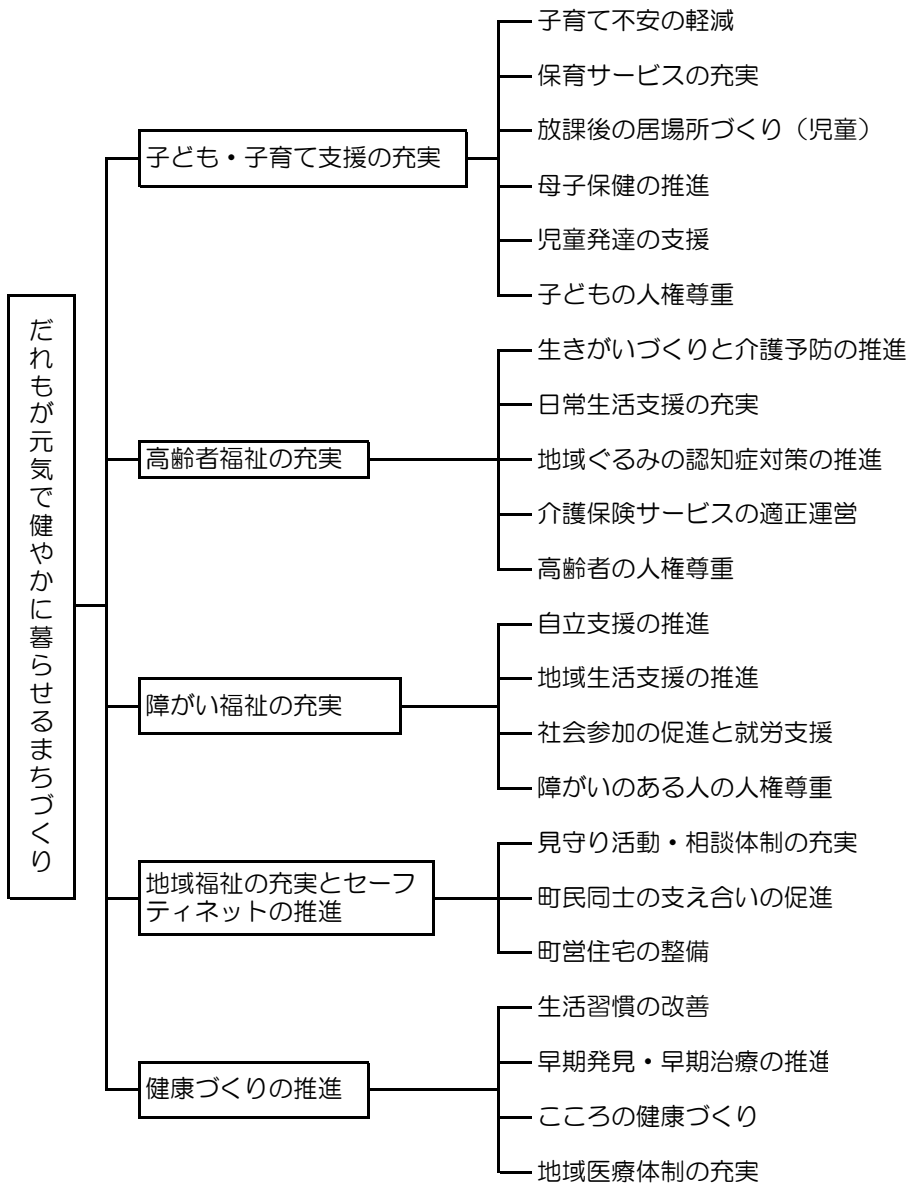 だれもが元気で健やかに暮らせるまちづくり
子ども・子育て支援の充実
子育て不安の軽減
保育サービスの充実
放課後の居場所づくり（児童）
母子保健の推進
児童発達の支援
子どもの人権尊重
高齢者福祉の充実
生きがいづくりと介護予防の推進
日常生活支援の充実
地域ぐるみの認知症対策の推進
介護保険サービスの適正運営
高齢者の人権尊重
障がい福祉の充実
自立支援の推進
地域生活支援の推進
社会参加の促進と就労支援
障がいのある人の人権尊重
地域福祉の充実とセーフ
ティネットの推進
見守り活動・相談体制の充実
町民同士の支え合いの促進
町営住宅の整備
健康づくりの推進
生活習慣の改善
早期発見・早期治療の推進
こころの健康づくり
地域医療体制の充実